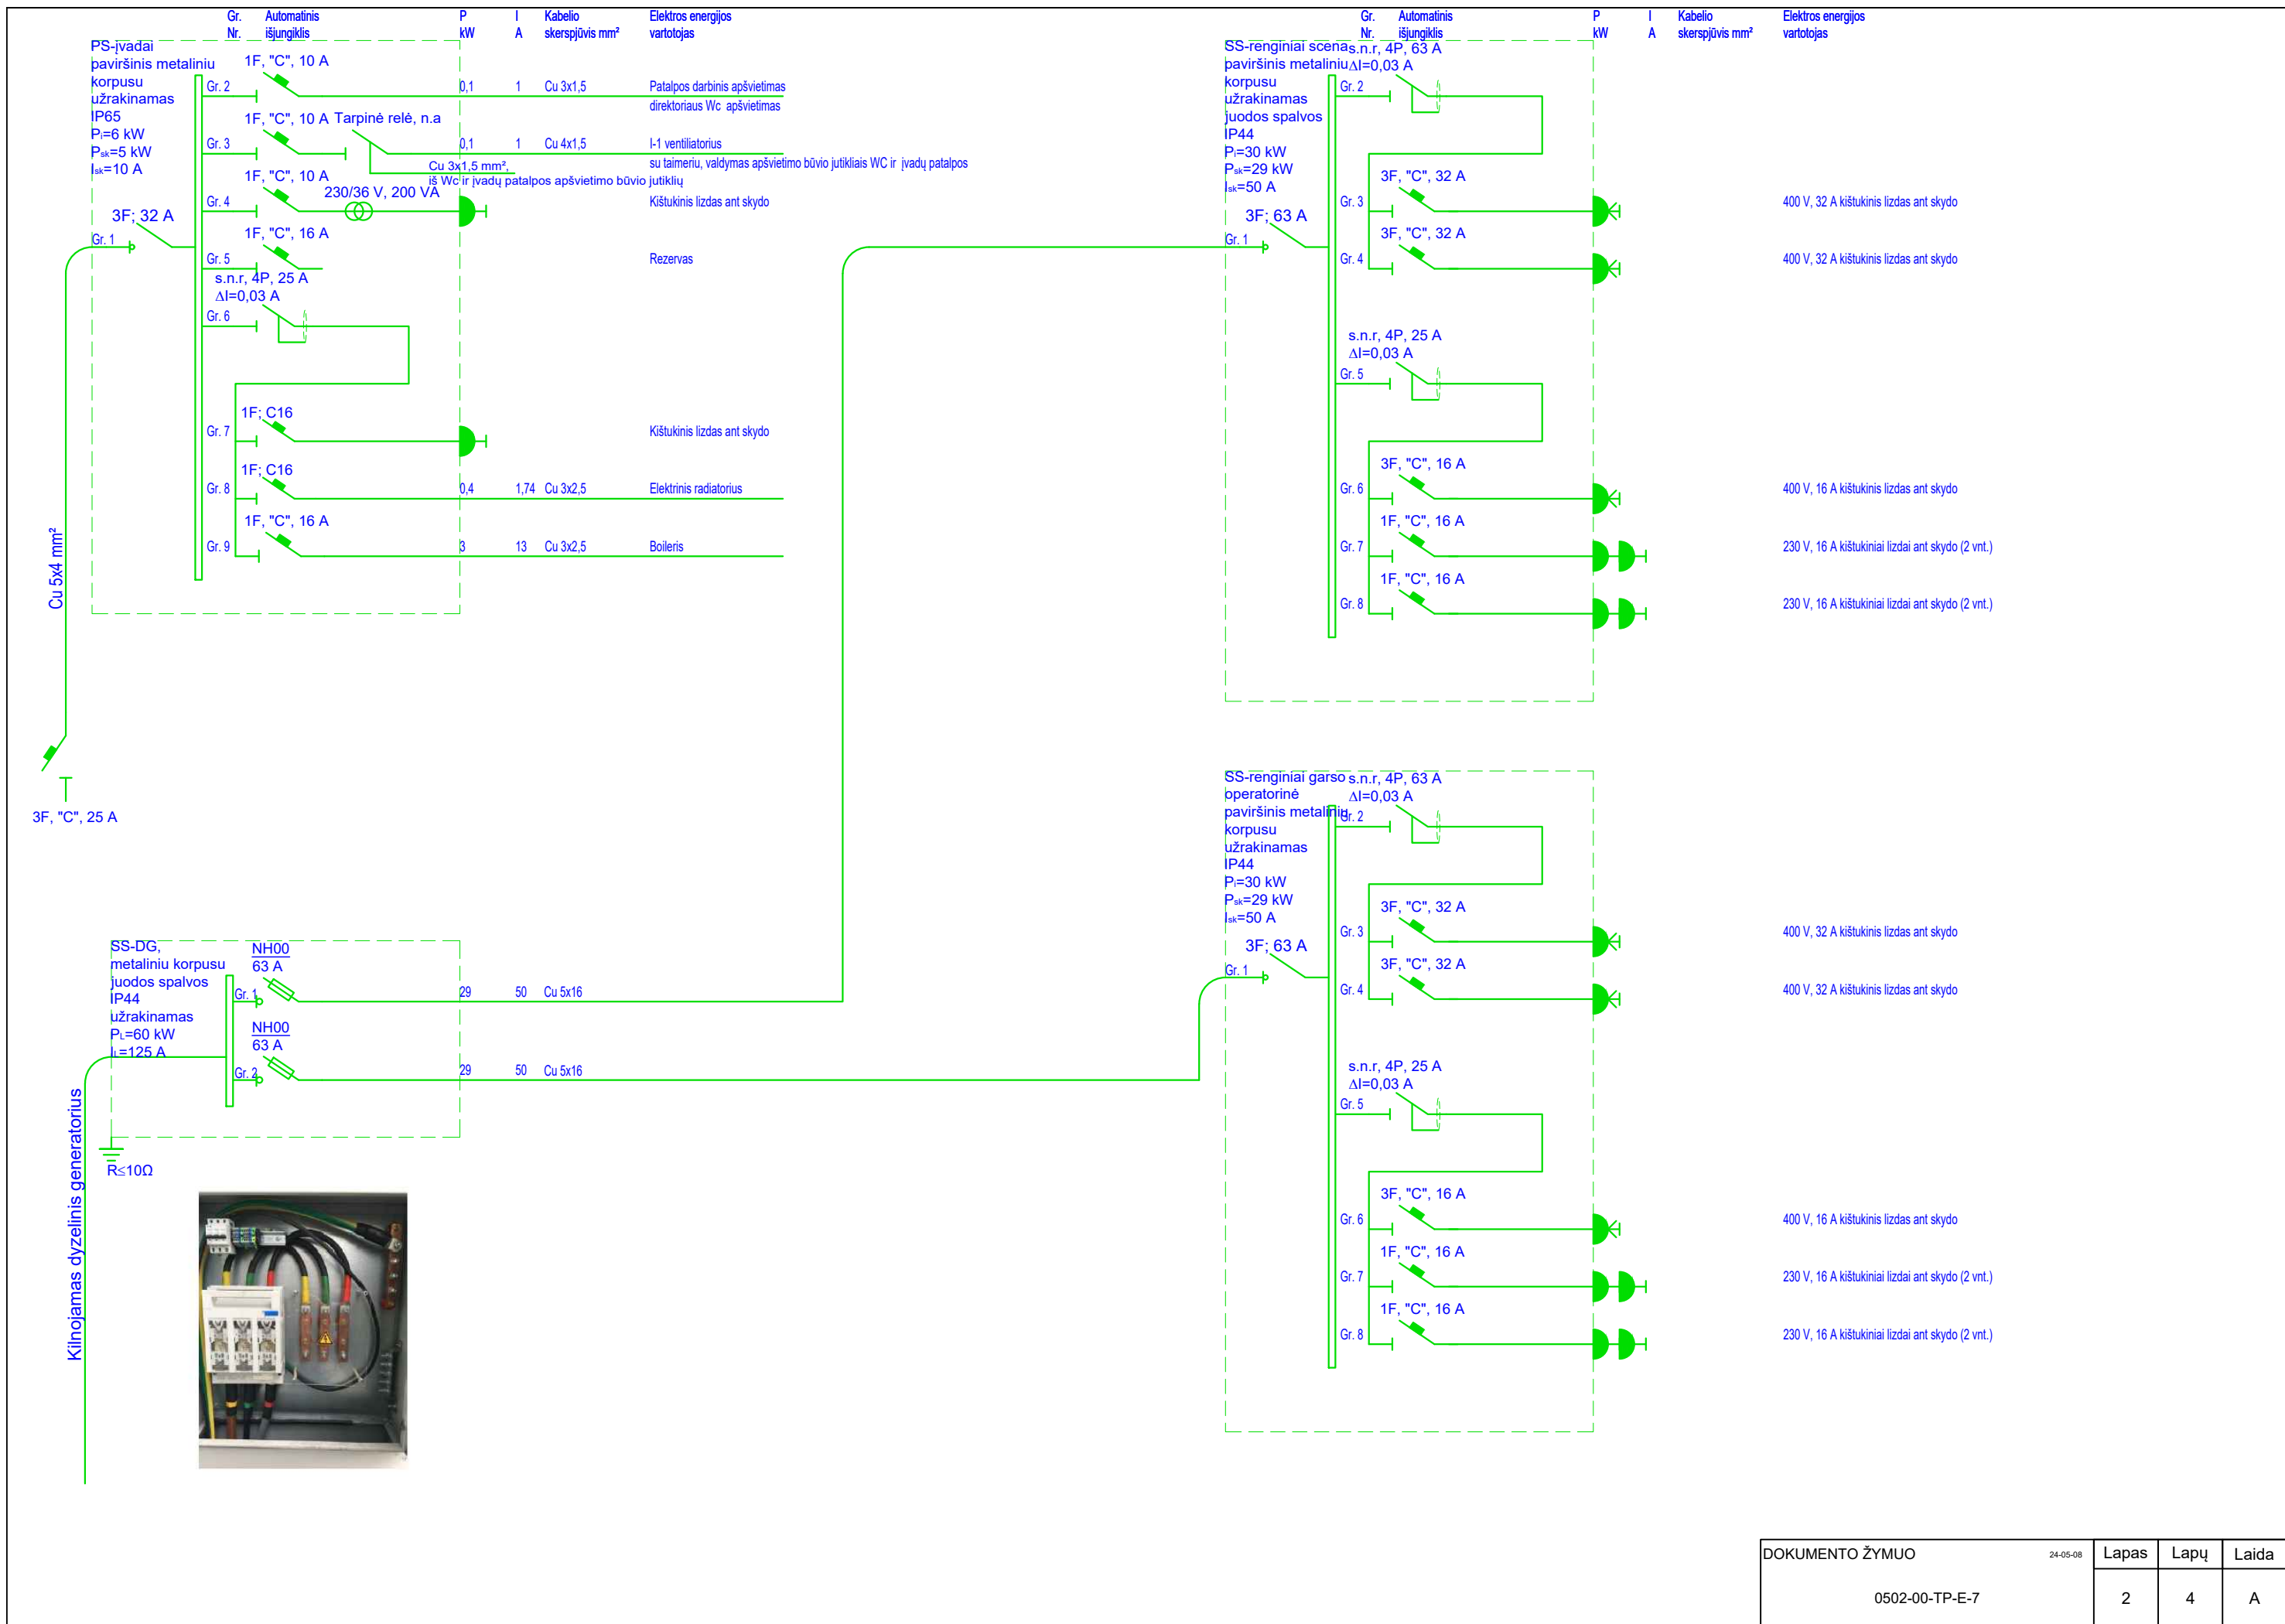 Gr. Automatinis P I Kabelio Elektros energijos
Nr. išjungiklis kW A skerspjūvis mm² vartotojas
PS-įvadai
paviršinis metaliniu
korpusu
užrakinamas
IP65
Pᵢ=6 kW
Psk=5 kW
Isk=10 A
3F; 32 A
Gr. 1
Cu 5x4 mm²
3F, "C", 25 A
1F, "C", 10 A
Gr. 2 0,1 1 Cu 3x1,5 Patalpos darbinis apšvietimas
direktoriaus Wc apšvietimas
1F, "C", 10 A Tarpinė relė, n.a
Gr. 3 0,1 1 Cu 4x1,5 I-1 ventiliatorius
su taimeriu, valdymas apšvietimo būvio jutikliais WC ir įvadų patalpos
Cu 3x1,5 mm²,
iš Wc ir įvadų patalpos apšvietimo būvio jutiklių
1F, "C", 10 A
230/36 V, 200 VA
Gr. 4 Kištukinis lizdas ant skydo
1F, "C", 16 A
Gr. 5 Rezervas
s.n.r, 4P, 25 A
ΔI=0,03 A
Gr. 6
1F; C16
Gr. 7 Kištukinis lizdas ant skydo
1F; C16
Gr. 8 0,4 1,74 Cu 3x2,5 Elektrinis radiatorius
1F, "C", 16 A
Gr. 9 3 13 Cu 3x2,5 Boileris
SS-DG,
metaliniu korpusu
juodos spalvos
IP44
užrakinamas
PL=60 kW
IL=125 A
NH00
63 A
Gr. 1 29 50 Cu 5x16
NH00
63 A
Gr. 2 29 50 Cu 5x16
R≤10Ω
Kilnojamas dyzelinis generatorius
Gr. Automatinis P I Kabelio Elektros energijos
Nr. išjungiklis kW A skerspjūvis mm² vartotojas
SS-renginiai scena
paviršinis metaliniu
korpusu
užrakinamas
juodos spalvos
IP44
Pᵢ=30 kW
Psk=29 kW
Isk=50 A
3F; 63 A
Gr. 1
s.n.r, 4P, 63 A
ΔI=0,03 A
Gr. 2
3F, "C", 32 A
Gr. 3 400 V, 32 A kištukinis lizdas ant skydo
3F, "C", 32 A
Gr. 4 400 V, 32 A kištukinis lizdas ant skydo
s.n.r, 4P, 25 A
ΔI=0,03 A
Gr. 5
3F, "C", 16 A
Gr. 6 400 V, 16 A kištukinis lizdas ant skydo
1F, "C", 16 A
Gr. 7 230 V, 16 A kištukiniai lizdai ant skydo (2 vnt.)
1F, "C", 16 A
Gr. 8 230 V, 16 A kištukiniai lizdai ant skydo (2 vnt.)
SS-renginiai garso
operatorinė
paviršinis metaliniu
korpusu
užrakinamas
IP44
Pᵢ=30 kW
Psk=29 kW
Isk=50 A
3F; 63 A
Gr. 1
s.n.r, 4P, 63 A
ΔI=0,03 A
Gr. 2
3F, "C", 32 A
Gr. 3 400 V, 32 A kištukinis lizdas ant skydo
3F, "C", 32 A
Gr. 4 400 V, 32 A kištukinis lizdas ant skydo
s.n.r, 4P, 25 A
ΔI=0,03 A
Gr. 5
3F, "C", 16 A
Gr. 6 400 V, 16 A kištukinis lizdas ant skydo
1F, "C", 16 A
Gr. 7 230 V, 16 A kištukiniai lizdai ant skydo (2 vnt.)
1F, "C", 16 A
Gr. 8 230 V, 16 A kištukiniai lizdai ant skydo (2 vnt.)
DOKUMENTO ŽYMUO 24-05-08 Lapas Lapų Laida
0502-00-TP-E-7 2 4 A